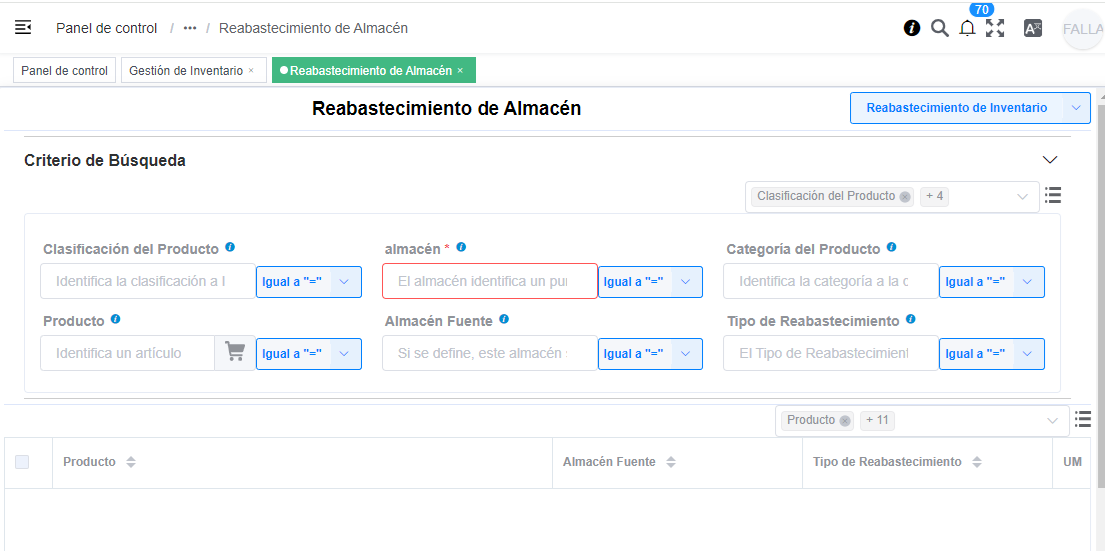 70
Panel de control / ••• / Reabastecimiento de Almacén
FALLA
Panel de control Gestión de Inventario × Reabastecimiento de Almacén ×
Reabastecimiento de Almacén
Reabastecimiento de Inventario
Criterio de Búsqueda
Clasificación del Producto + 4
Clasificación del Producto almacén * Categoría del Producto
Identifica la clasificación a l Igual a "=" El almacén identifica un pu Igual a "=" Identifica la categoría a la c Igual a "="
Producto Almacén Fuente Tipo de Reabastecimiento
Identifica un artículo Igual a "=" Si se define, este almacén Igual a "=" El Tipo de Reabastecimient Igual a "="
Producto + 11
Producto Almacén Fuente Tipo de Reabastecimiento UM